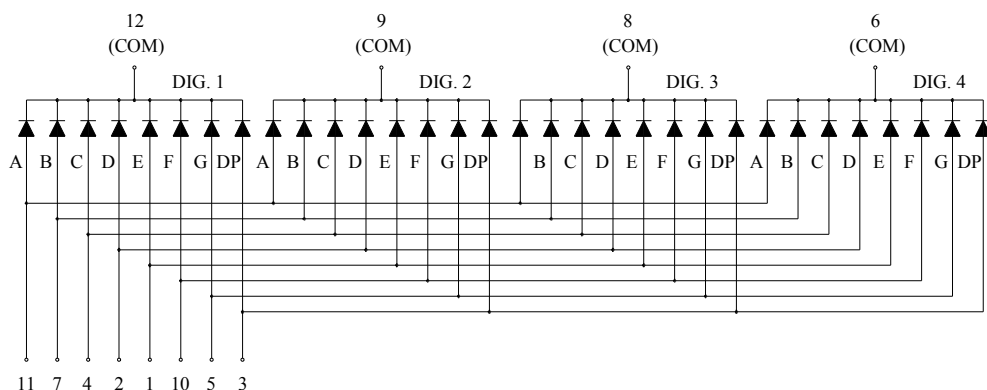 12 9 8 6
(COM) (COM) (COM) (COM)
DIG. 1 DIG. 2 DIG. 3 DIG. 4
A B C D E F G DP A B C D E F G DP B C D E F G DP A B C D E F G DP
11 7 4 2 1 10 5 3